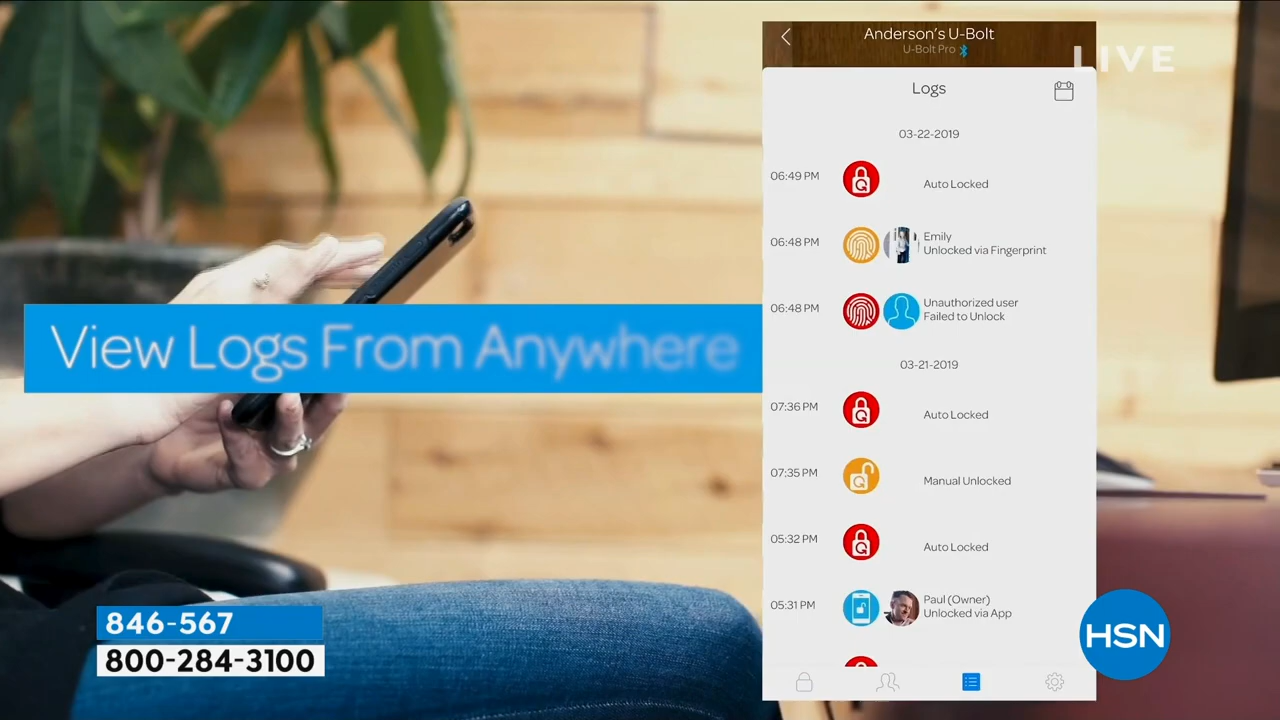 Anderson's U-Bolt
U-Bolt Pro
LIVE
Logs
03-22-2019
06:49 PM
Auto Locked
06:48 PM
Emily
Unlocked via Fingerprint
06:48 PM
Unauthorized user
Failed to Unlock
View Logs From Anywhere
03-21-2019
07:36 PM
Auto Locked
07:35 PM
Manual Unlocked
05:32 PM
Auto Locked
05:31 PM
Paul (Owner)
Unlocked via App
846-567
800-284-3100
HSN